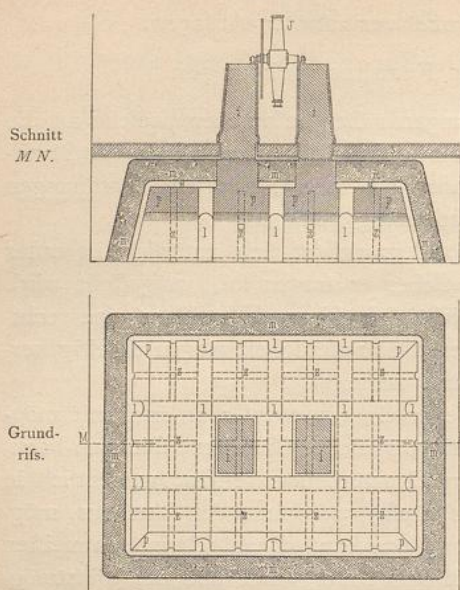 J
Schnitt
M N.
i i
m m m
p p p p
l l l
m m
m
p l l l p
l l l l l
Grund-
rifs.
M
m i i m
l l l l l
p l l l p
m